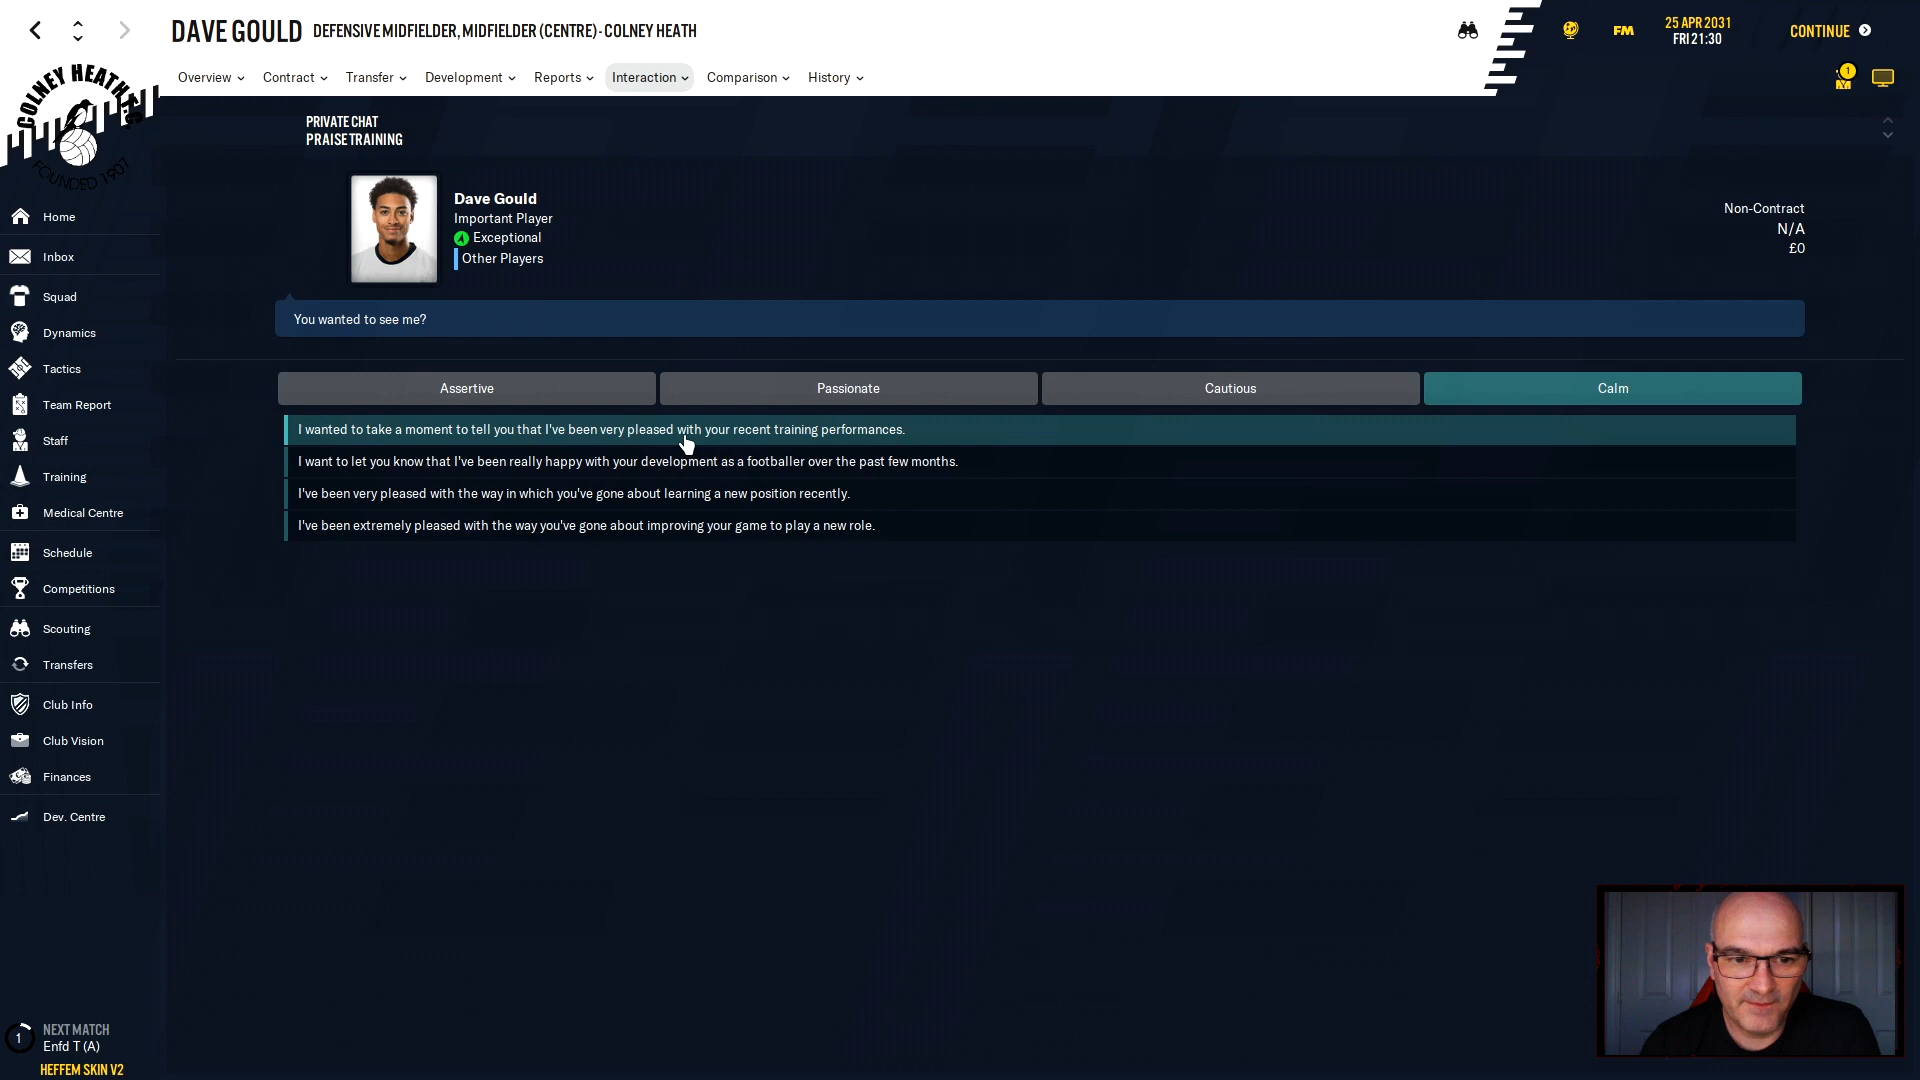 DAVE GOULD DEFENSIVE MIDFIELDER, MIDFIELDER (CENTRE) - COLNEY HEATH
FM
25 APR 2031
FRI 21:30
CONTINUE
Overview
Contract
Transfer
Development
Reports
Interaction
Comparison
History
1
COLNEY HEATH F.C.
FOUNDED 1907
PRIVATE CHAT
PRAISE TRAINING
Dave Gould
Important Player
Exceptional
Other Players
Non-Contract
N/A
£0
You wanted to see me?
Assertive
Passionate
Cautious
Calm
I wanted to take a moment to tell you that I've been very pleased with your recent training performances.
I want to let you know that I've been really happy with your development as a footballer over the past few months.
I've been very pleased with the way in which you've gone about learning a new position recently.
I've been extremely pleased with the way you've gone about improving your game to play a new role.
Home
Inbox
Squad
Dynamics
Tactics
Team Report
Staff
Training
Medical Centre
Schedule
Competitions
Scouting
Transfers
Club Info
Club Vision
Finances
Dev. Centre
1
NEXT MATCH
Enfd T (A)
HEFFEM SKIN V2